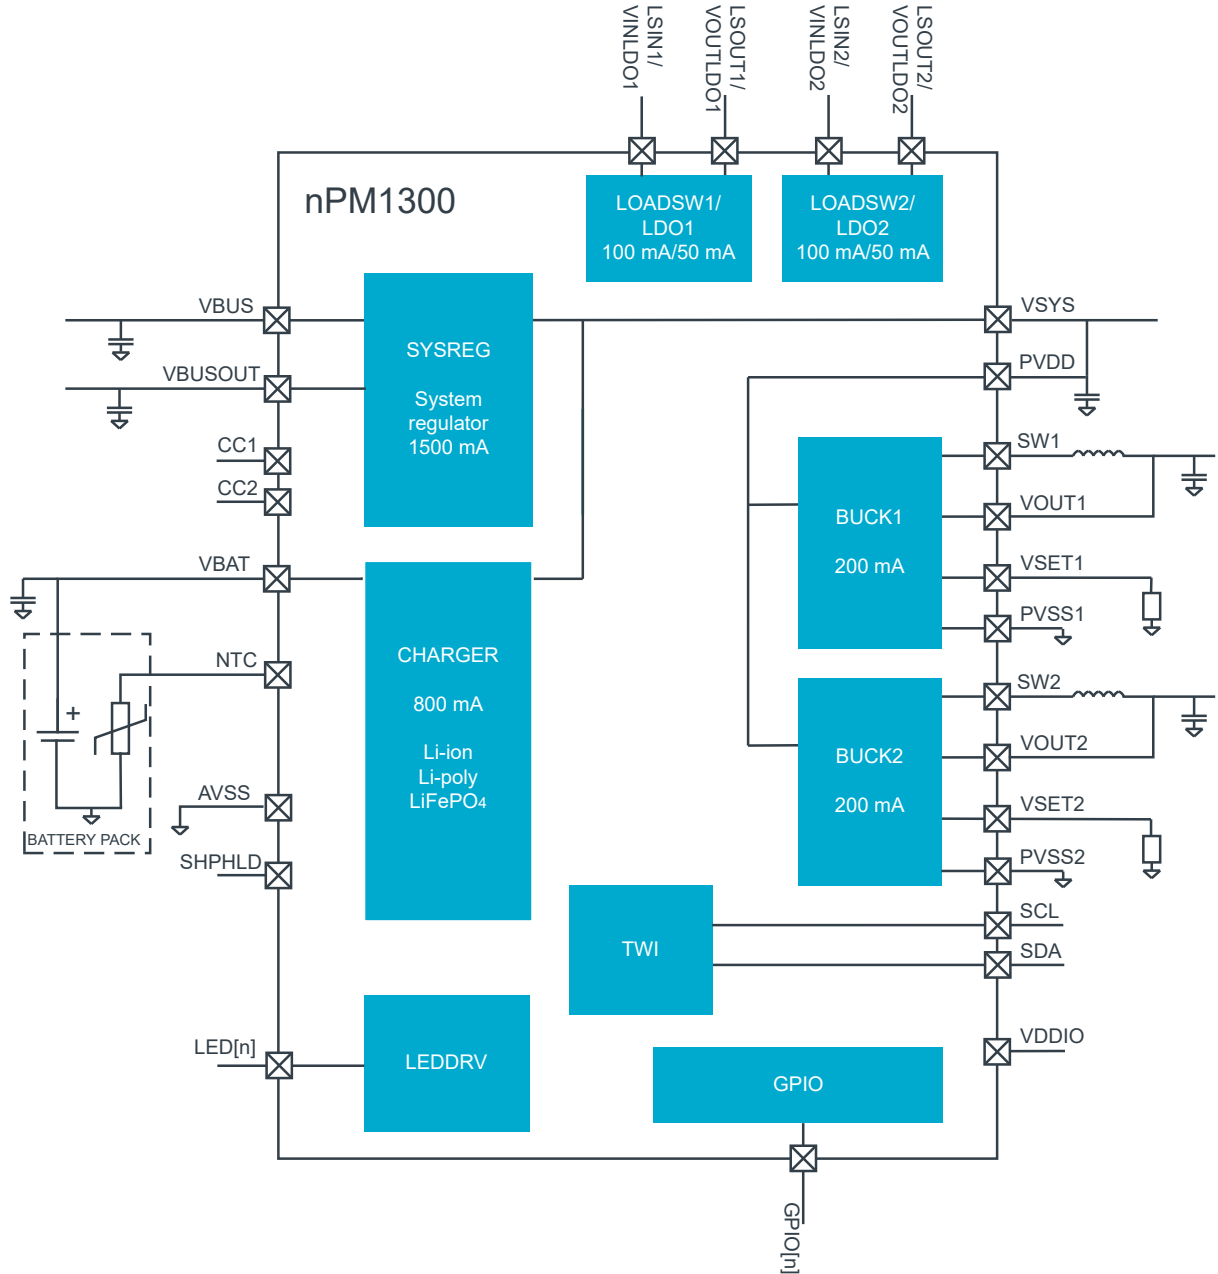 LSIN1/
VINLDO1
LSOUT1/
VOUTLDO1
LSIN2/
VINLDO2
LSOUT2/
VOUTLDO2
nPM1300
LOADSW1/
LDO1
100 mA/50 mA
LOADSW2/
LDO2
100 mA/50 mA
VBUS
VBUSOUT
CC1
CC2
VBAT
NTC
+
BATTERY PACK
AVSS
SHPHLD
LED[n]
SYSREG
System
regulator
1500 mA
CHARGER
800 mA
Li-ion
Li-poly
LiFePO4
LEDDRV
TWI
GPIO
GPIO[n]
BUCK1
200 mA
BUCK2
200 mA
VSYS
PVDD
SW1
VOUT1
VSET1
PVSS1
SW2
VOUT2
VSET2
PVSS2
SCL
SDA
VDDIO